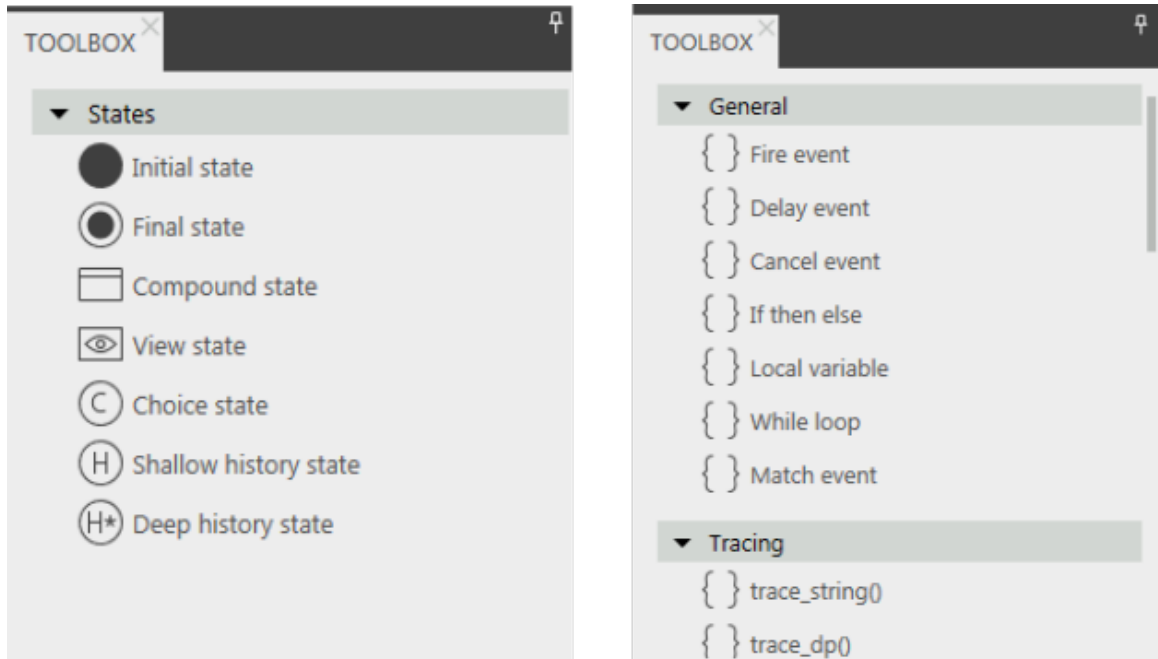 TOOLBOX
States
Initial state
Final state
Compound state
View state
C
Choice state
H
Shallow history state
H*
Deep history state
TOOLBOX
General
{ } Fire event
{ } Delay event
{ } Cancel event
{ } If then else
{ } Local variable
{ } While loop
{ } Match event
Tracing
{ } trace_string()
{ } trace_dp()